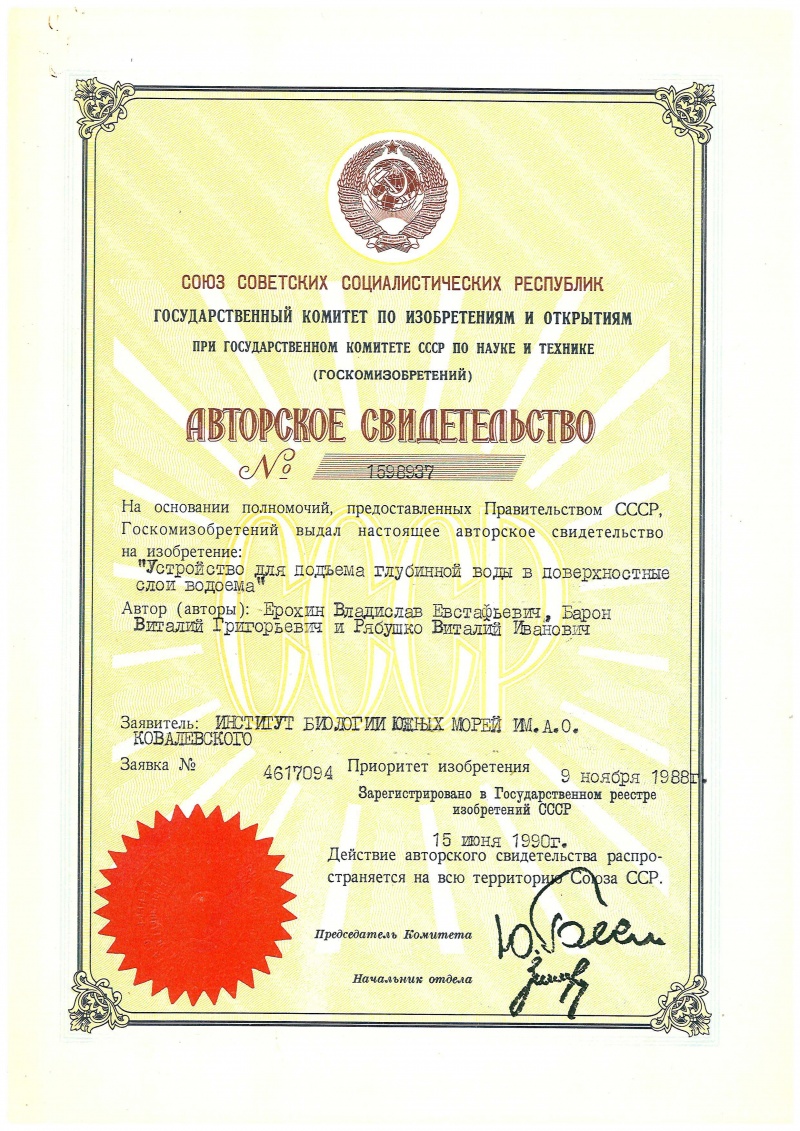 СОЮЗ СОВЕТСКИХ СОЦИАЛИСТИЧЕСКИХ РЕСПУБЛИК
ГОСУДАРСТВЕННЫЙ КОМИТЕТ ПО ИЗОБРЕТЕНИЯМ И ОТКРЫТИЯМ
ПРИ ГОСУДАРСТВЕННОМ КОМИТЕТЕ СССР ПО НАУКЕ И ТЕХНИКЕ
(ГОСКОМИЗОБРЕТЕНИЙ)
АВТОРСКОЕ СВИДЕТЕЛЬСТВО
№ 1598937
На основании полномочий, предоставленных Правительством СССР,
Госкомизобретений выдал настоящее авторское свидетельство
на изобретение:
"Устройство для подъема глубинной воды в поверхностные
слои водоема"
Автор (авторы): Ерохин Владислав Евстафьевич, Барон
Виталий Григорьевич и Рябушко Виталий Иванович
СССР
Заявитель: ИНСТИТУТ БИОЛОГИИ ЮЖНЫХ МОРЕЙ ИМ.А.О.
КОВАЛЕВСКОГО
Заявка № 4617094 Приоритет изобретения 9 ноября 1988г.
Зарегистрировано в Государственном реестре
изобретений СССР
15 июня 1990г.
Действие авторского свидетельства распро-
страняется на всю территорию Союза ССР.
Председатель Комитета
Начальник отдела